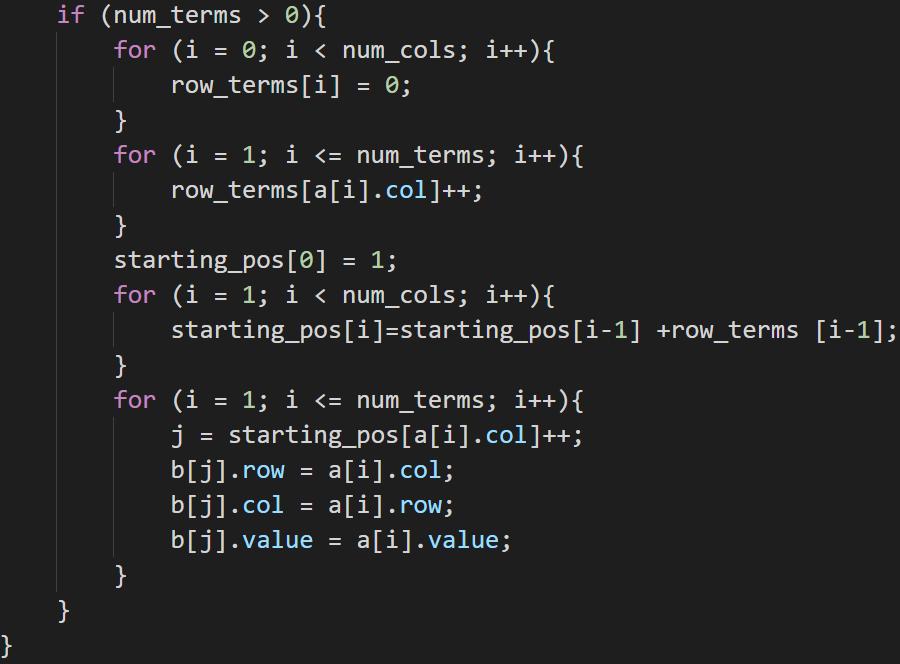 if (num_terms > 0){
for (i = 0; i < num_cols; i++){
row_terms[i] = 0;
}
for (i = 1; i <= num_terms; i++){
row_terms[a[i].col]++;
}
starting_pos[0] = 1;
for (i = 1; i < num_cols; i++){
starting_pos[i]=starting_pos[i-1] +row_terms [i-1];
}
for (i = 1; i <= num_terms; i++){
j = starting_pos[a[i].col]++;
b[j].row = a[i].col;
b[j].col = a[i].row;
b[j].value = a[i].value;
}
}
}